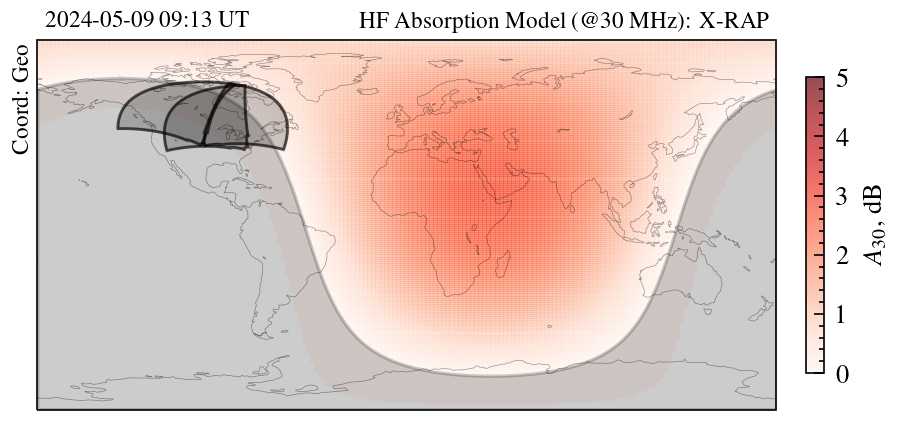 2024-05-09 09:13 UT
HF Absorption Model (@30 MHz): X-RAP
Coord: Geo
5
4
3
2
1
0
A30, dB